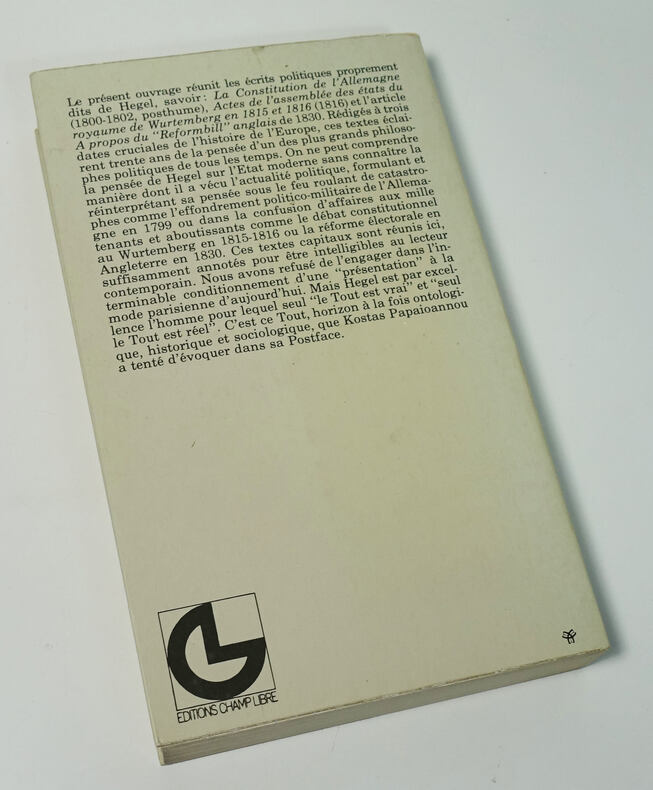 Le présent ouvrage réunit les écrits politiques proprement
dits de Hegel, savoir : La Constitution de l'Allemagne
(1800-1802, posthume), Actes de l'assemblée des états du
royaume de Wurtemberg en 1815 et 1816 (1816) et l'article
A propos du "Reformbill" anglais de 1830. Rédigés à trois
dates cruciales de l'histoire de l'Europe, ces textes éclai-
rent trente ans de la pensée d'un des plus grands philoso-
phes politiques de tous les temps. On ne peut comprendre
la pensée de Hegel sur l'Etat moderne sans connaître la
manière dont il a vécu l'actualité politique, formulant et
réinterprétant sa pensée sous le feu roulant de catastro-
phes comme l'effondrement politico-militaire de l'Allema-
gne en 1799 ou dans la confusion d'affaires aux mille
tenants et aboutissants comme le débat constitutionnel
au Wurtemberg en 1815-1816 ou la réforme électorale en
Angleterre en 1830. Ces textes capitaux sont réunis ici,
suffisamment annotés pour être intelligibles au lecteur
contemporain. Nous avons refusé de l'engager dans l'in-
terminable conditionnement d'une "présentation" à la
mode parisienne d'aujourd'hui. Mais Hegel est par excel-
lence l'homme pour lequel seul "le Tout est vrai" et "seul
le Tout est réel". C'est ce Tout, horizon à la fois ontologi-
que, historique et sociologique, que Kostas Papaioannou
a tenté d'évoquer dans sa Postface.
EDITIONS CHAMP LIBRE